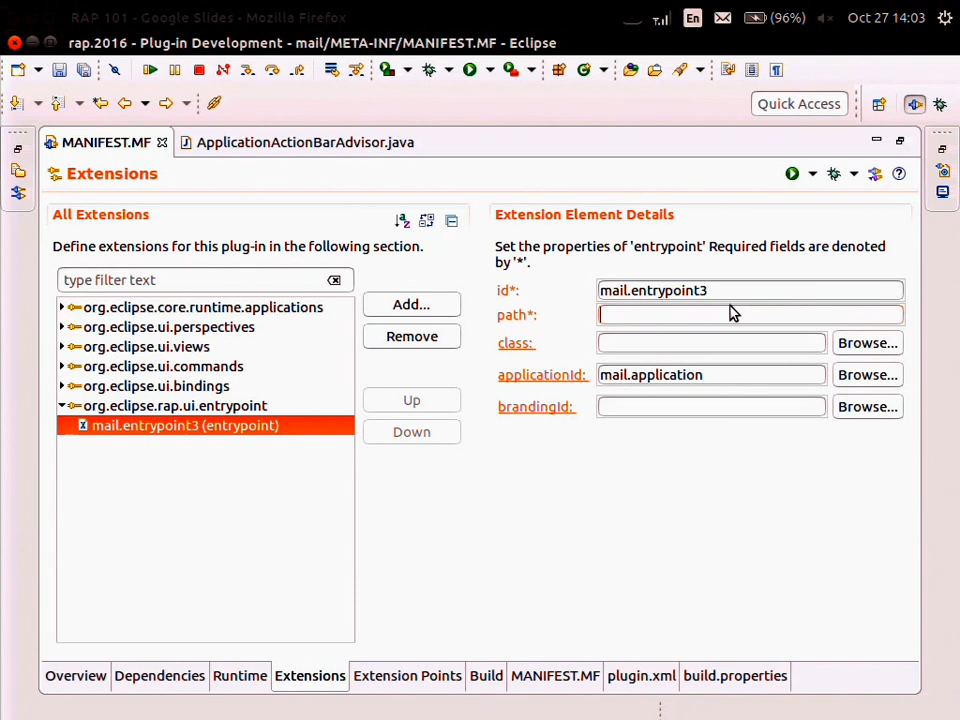 RAP 101 - Google Slides - Mozilla Firefox
En
(96%)
Oct 27 14:03
rap.2016 - Plug-in Development - mail/META-INF/MANIFEST.MF - Eclipse
Quick Access
MANIFEST.MF
ApplicationActionBarAdvisor.java
Extensions
All Extensions
Define extensions for this plug-in in the following section.
type filter text
org.eclipse.core.runtime.applications
org.eclipse.ui.perspectives
org.eclipse.ui.views
org.eclipse.ui.commands
org.eclipse.ui.bindings
org.eclipse.rap.ui.entrypoint
mail.entrypoint3 (entrypoint)
Add...
Remove
Up
Down
Extension Element Details
Set the properties of 'entrypoint' Required fields are denoted
by '*'.
id*: mail.entrypoint3
path*:
class: Browse...
applicationId: mail.application Browse...
brandingId: Browse...
Overview Dependencies Runtime Extensions Extension Points Build MANIFEST.MF plugin.xml build.properties